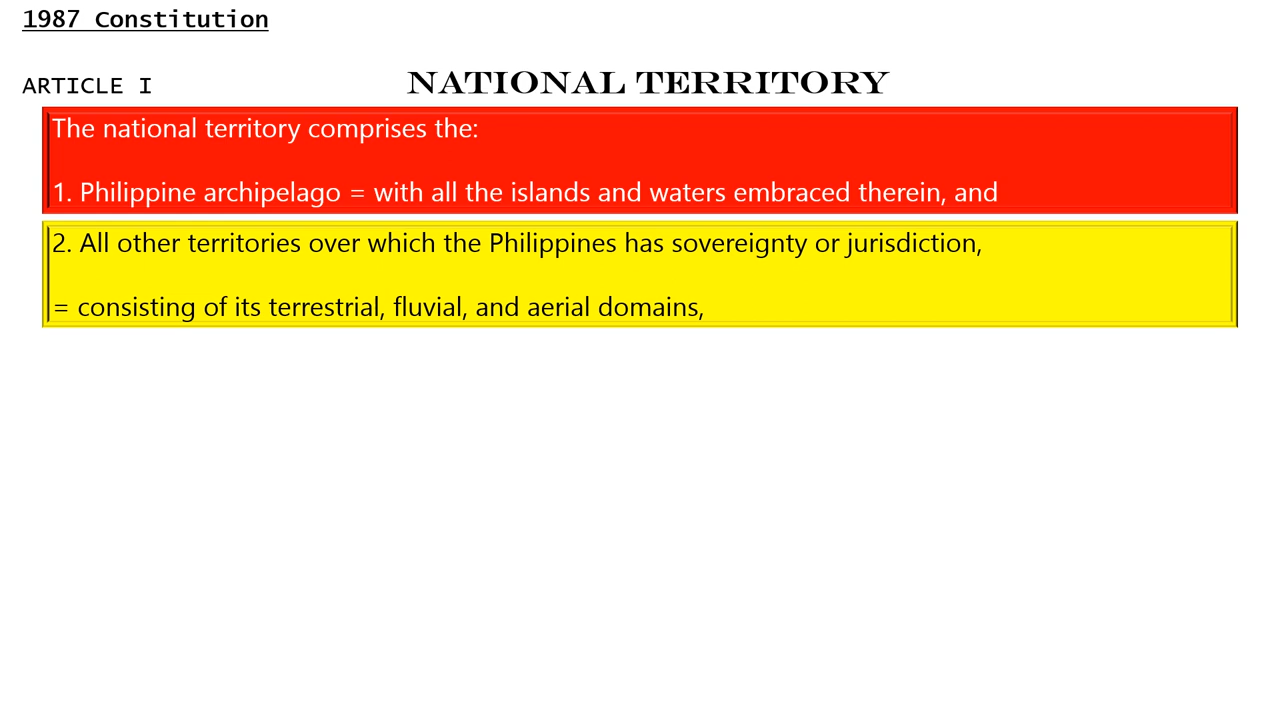 1987 Constitution
ARTICLE I NATIONAL TERRITORY
The national territory comprises the:
1. Philippine archipelago = with all the islands and waters embraced therein, and
2. All other territories over which the Philippines has sovereignty or jurisdiction,
= consisting of its terrestrial, fluvial, and aerial domains,